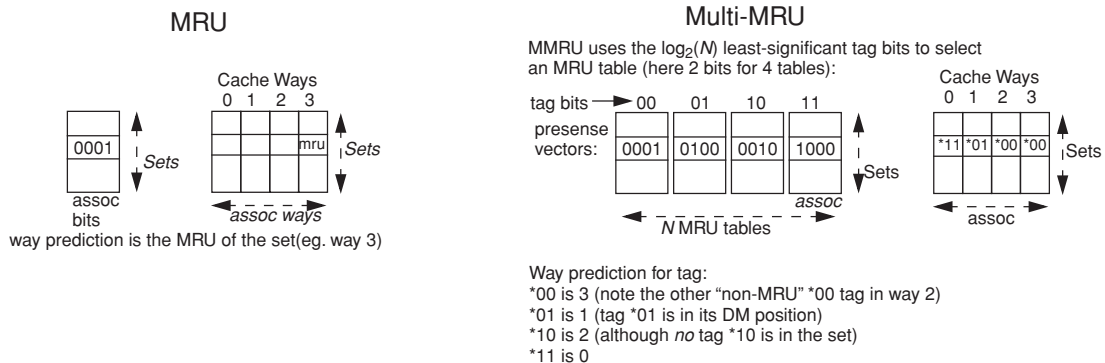 MRU
Cache Ways
0 1 2 3
0001
mru
Sets
Sets
assoc
bits
assoc ways
way prediction is the MRU of the set(eg. way 3)
Multi-MRU
MMRU uses the log2(N) least-significant tag bits to select
an MRU table (here 2 bits for 4 tables):
Cache Ways
0 1 2 3
tag bits 00 01 10 11
presense
vectors:
0001 0100 0010 1000
*11 *01 *00 *00
Sets
Sets
assoc
N MRU tables
assoc
Way prediction for tag:
*00 is 3 (note the other “non-MRU” *00 tag in way 2)
*01 is 1 (tag *01 is in its DM position)
*10 is 2 (although no tag *10 is in the set)
*11 is 0